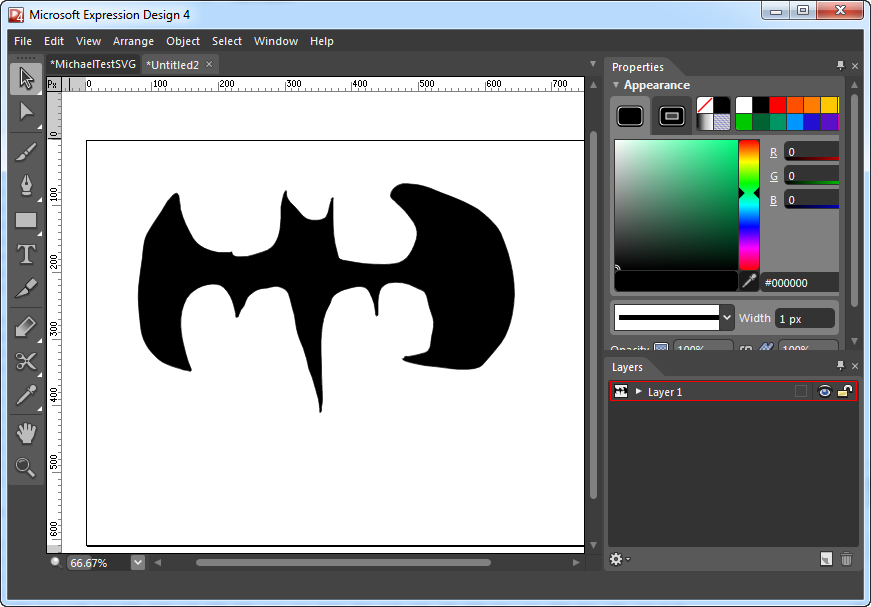 Microsoft Expression Design 4
File Edit View Arrange Object Select Window Help
*MichaelTestSVG *Untitled2 ×
Px 0 100 200 300 400 500 600 700
0
100
200
300
400
500
600
66.67%
Properties
Appearance
R 0
G 0
B 0
#000000
Width 1 px
Opacity 100% 100%
Layers
Layer 1